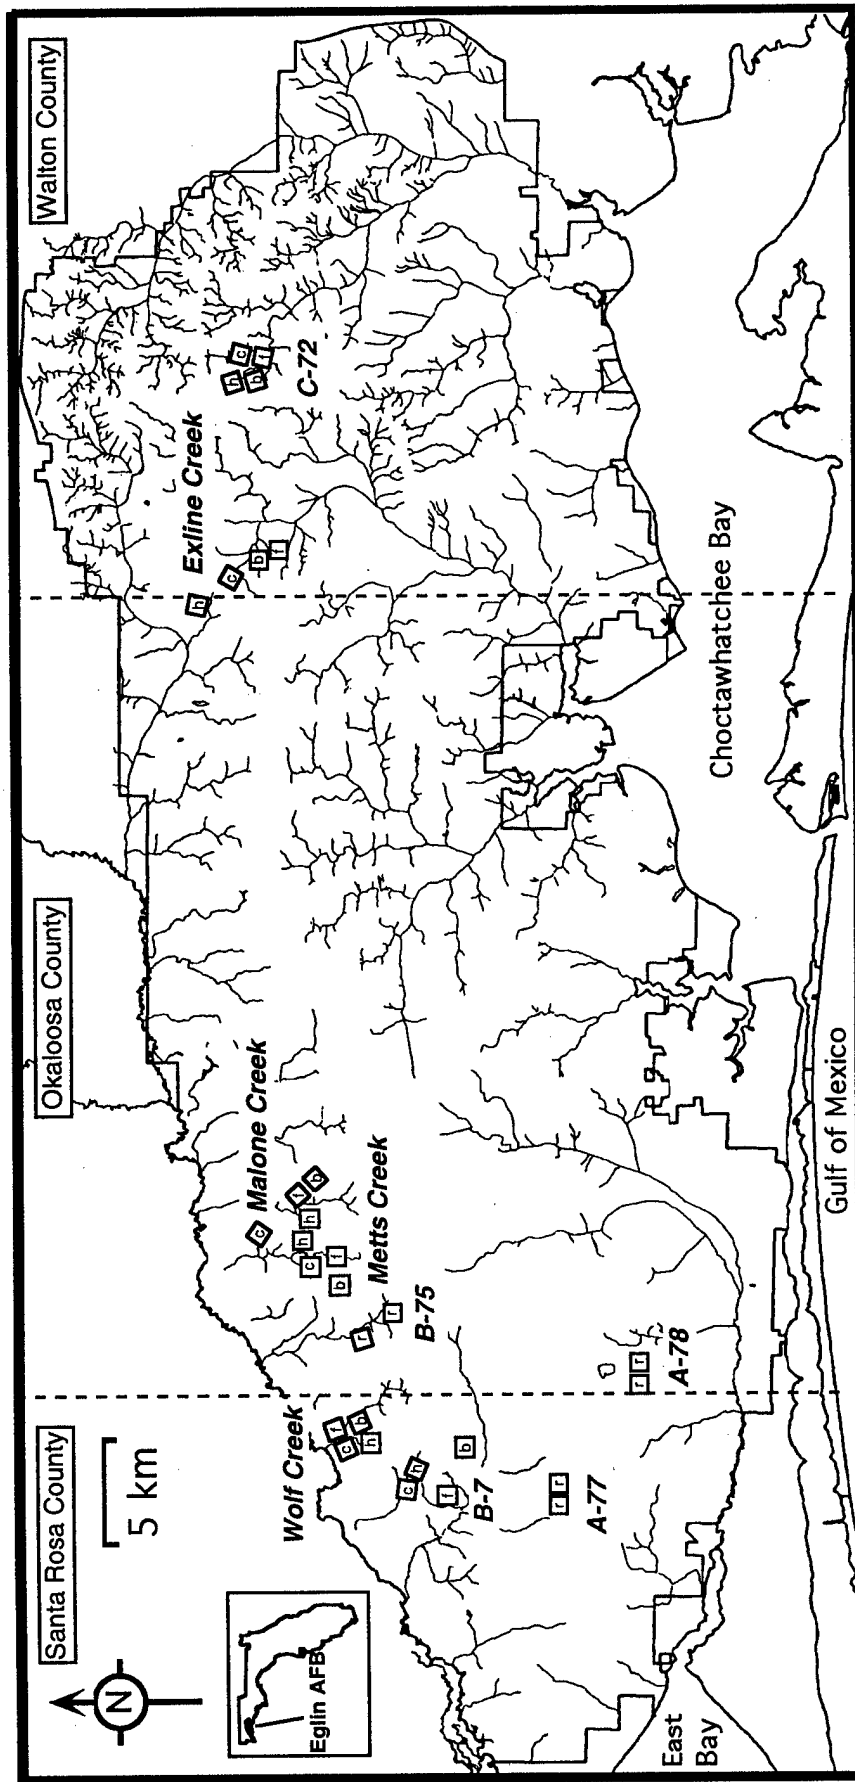 Santa Rosa County
Okaloosa County
Walton County
N
5 km
Eglin AFB
Wolf Creek
f
b
c
h
c
h
f
b
B-7
r
r
A-77
r
r
A-78
r
r
B-75
Malone Creek
c
f
b
h
Metts Creek
h
c
f
b
Exline Creek
h
c
b
f
C-72
h
c
b
f
East
Bay
Choctawhatchee Bay
Gulf of Mexico